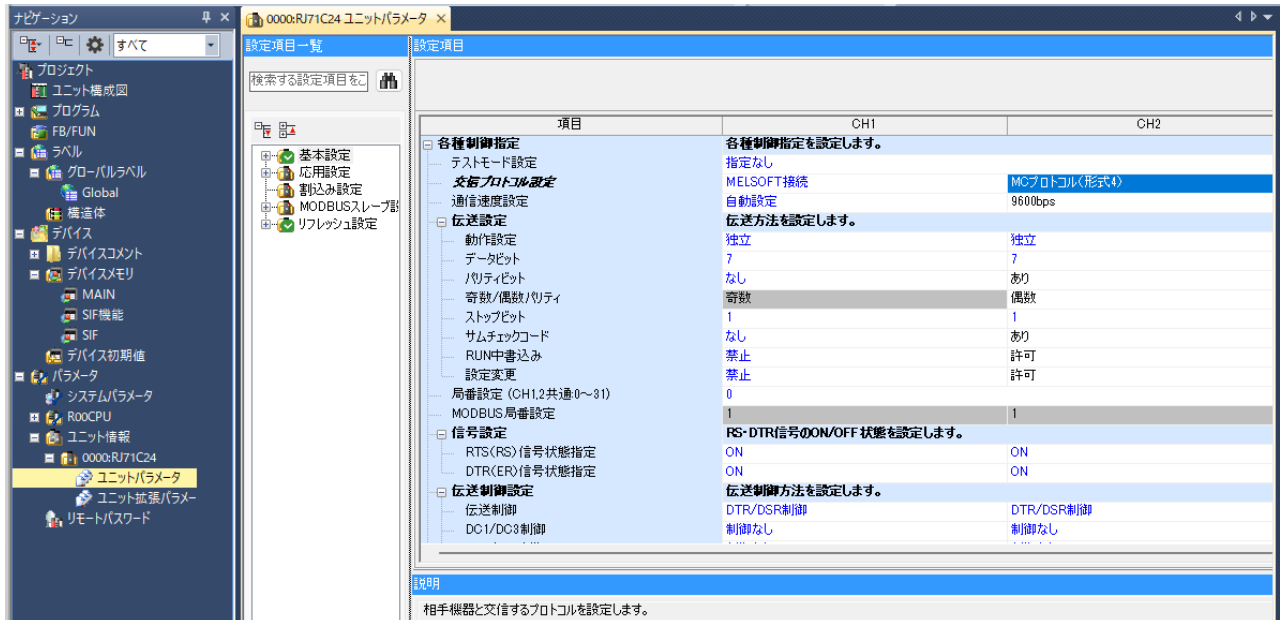 ナビゲーション
0000:RJ71C24 ユニットパラメータ
すべて
設定項目一覧
設定項目
プロジェクト
ユニット構成図
プログラム
FB/FUN
ラベル
グローバルラベル
Global
構造体
デバイス
デバイスコメント
デバイスメモリ
MAIN
SIF機能
SIF
デバイス初期値
パラメータ
システムパラメータ
R00CPU
ユニット情報
0000:RJ71C24
ユニットパラメータ
ユニット拡張パラメー
リモートパスワード
検索する設定項目をこ
基本設定
応用設定
割込み設定
MODBUSスレーブ設
リフレッシュ設定
項目 CH1 CH2
各種制御指定 各種制御指定を設定します。
テストモード設定 指定なし
交信プロトコル設定 MELSOFT接続 MCプロトコル(形式4)
通信速度設定 自動設定 9600bps
伝送設定 伝送方法を設定します。
動作設定 独立 独立
データビット 7 7
パリティビット なし あり
奇数/偶数パリティ 奇数 偶数
ストップビット 1 1
サムチェックコード なし あり
RUN中書込み 禁止 許可
設定変更 禁止 許可
局番設定 (CH1,2共通:0～31) 0
MODBUS局番設定 1 1
信号設定 RS・DTR信号のON/OFF状態を設定します。
RTS(RS)信号状態指定 ON ON
DTR(ER)信号状態指定 ON ON
伝送制御設定 伝送制御方法を設定します。
伝送制御 DTR/DSR制御 DTR/DSR制御
DC1/DC3制御 制御なし 制御なし
説明
相手機器と交信するプロトコルを設定します。